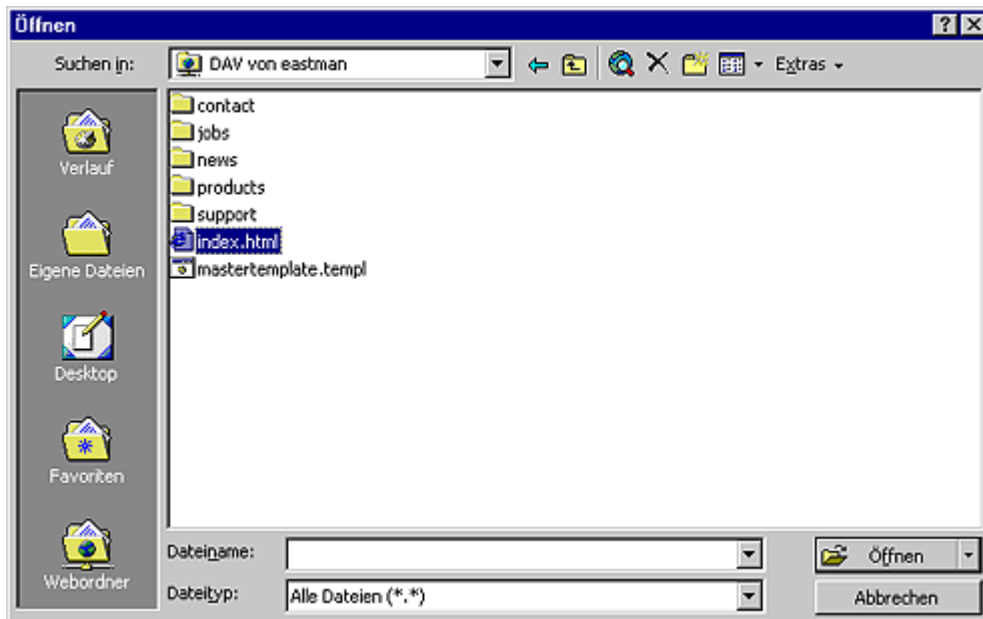 Öffnen
Suchen in: DAV von eastman Extras
contact
jobs
news
products
support
index.html
mastertemplate.templ
Verlauf
Eigene Dateien
Desktop
Favoriten
Webordner
Dateiname: Öffnen
Dateityp: Alle Dateien (*.*) Abbrechen